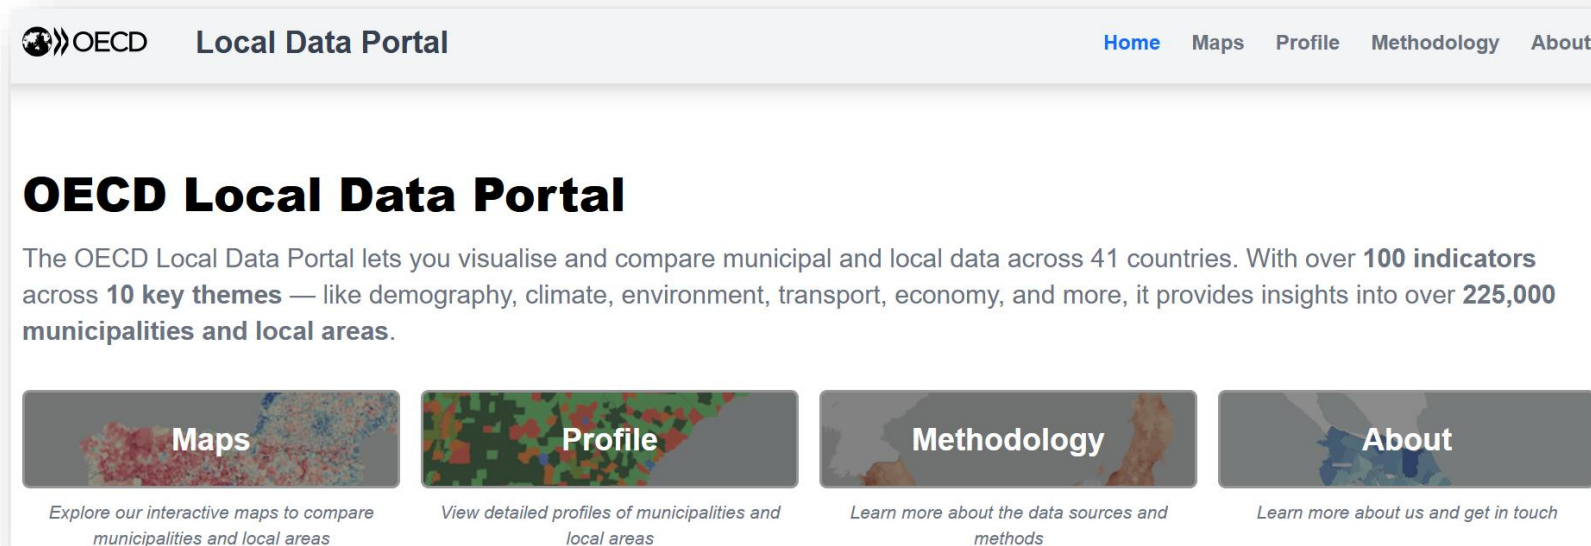 OECD Local Data Portal Home Maps Profile Methodology About
OECD Local Data Portal
The OECD Local Data Portal lets you visualise and compare municipal and local data across 41 countries. With over 100 indicators
across 10 key themes — like demography, climate, environment, transport, economy, and more, it provides insights into over 225,000
municipalities and local areas.
Maps
Profile
Methodology
About
Explore our interactive maps to compare
municipalities and local areas
View detailed profiles of municipalities and
local areas
Learn more about the data sources and
methods
Learn more about us and get in touch